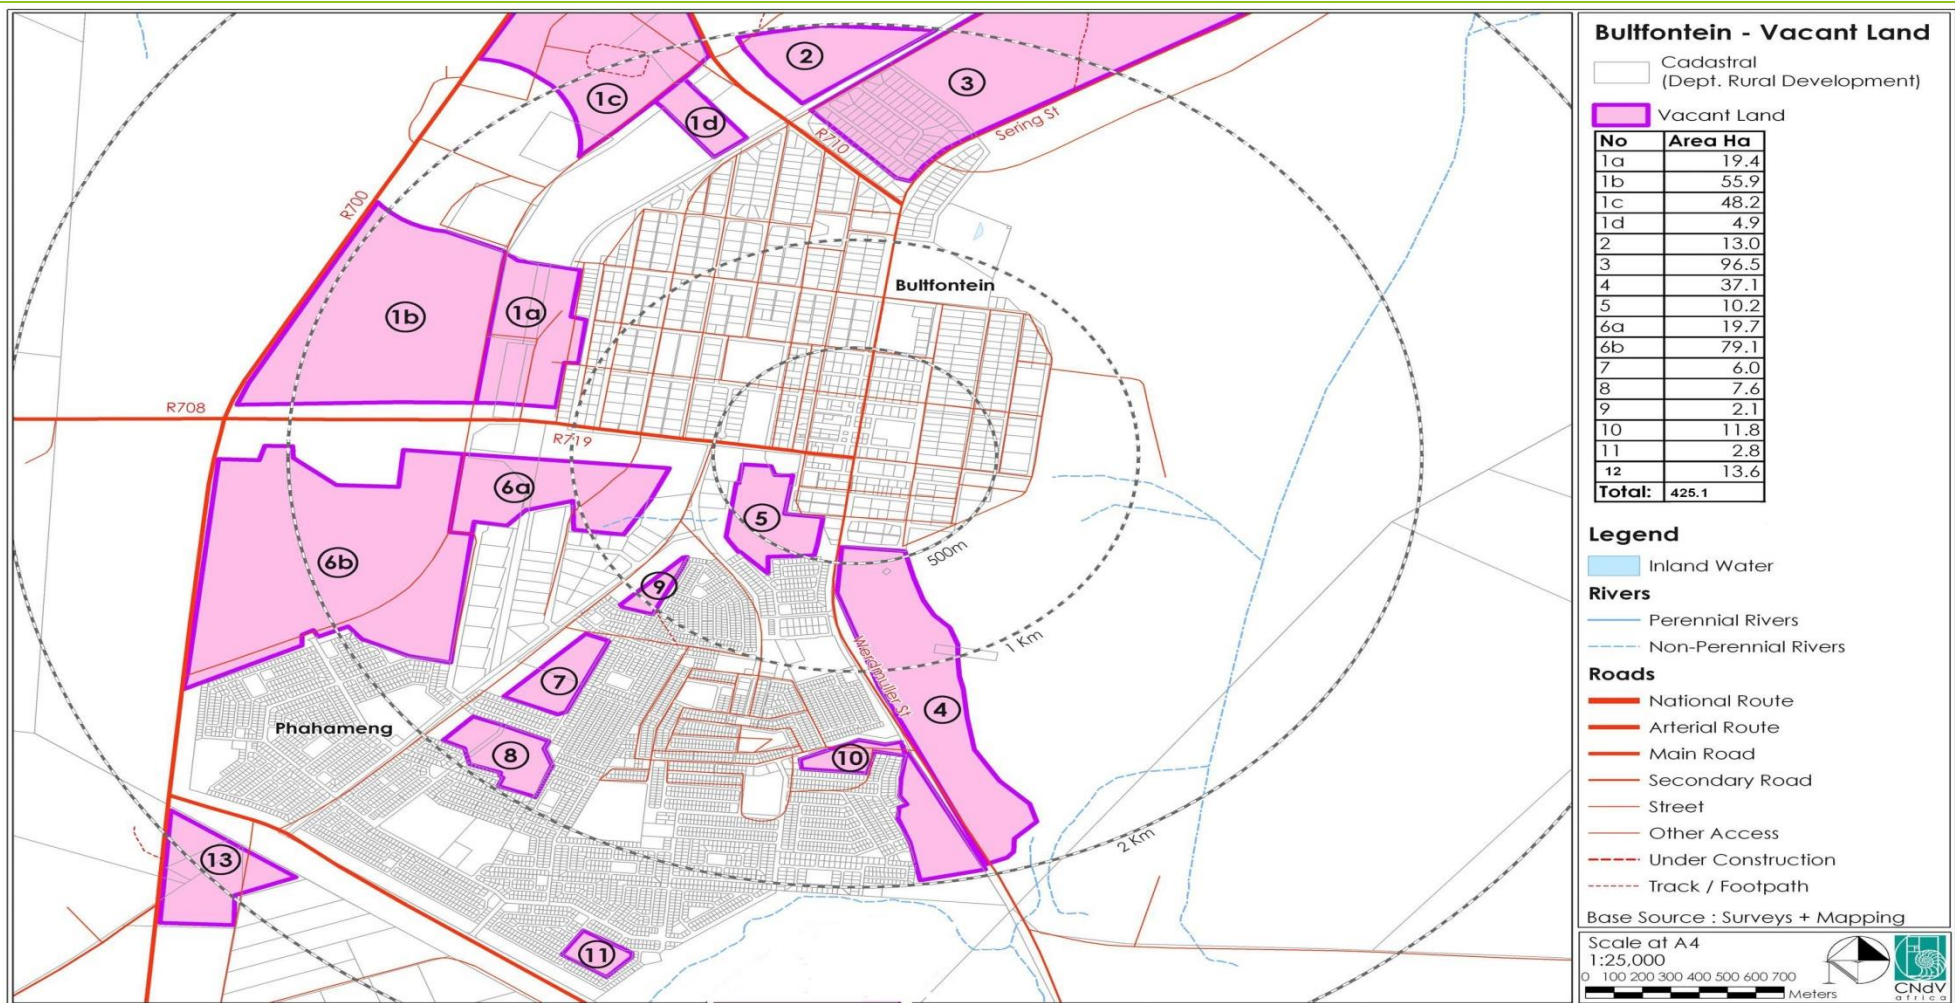 Bultfontein - Vacant Land
Cadastral
(Dept. Rural Development)
Vacant Land
No Area Ha
1a 19.4
1b 55.9
1c 48.2
1d 4.9
2 13.0
3 96.5
4 37.1
5 10.2
6a 19.7
6b 79.1
7 6.0
8 7.6
9 2.1
10 11.8
11 2.8
12 13.6
Total: 425.1
Legend
Inland Water
Rivers
Perennial Rivers
Non-Perennial Rivers
Roads
National Route
Arterial Route
Main Road
Secondary Road
Street
Other Access
Under Construction
Track / Footpath
Base Source : Surveys + Mapping
Scale at A4
1:25,000
0 100 200 300 400 500 600 700
Meters
CNdV
africa
2
3
1c
1d
R710
Sering St
R700
Bultfontein
1b
1a
R708
R719
6a
5
500m
6b
9
1 Km
Werdmuller St
7
4
Phahameng
8
10
2 Km
13
11